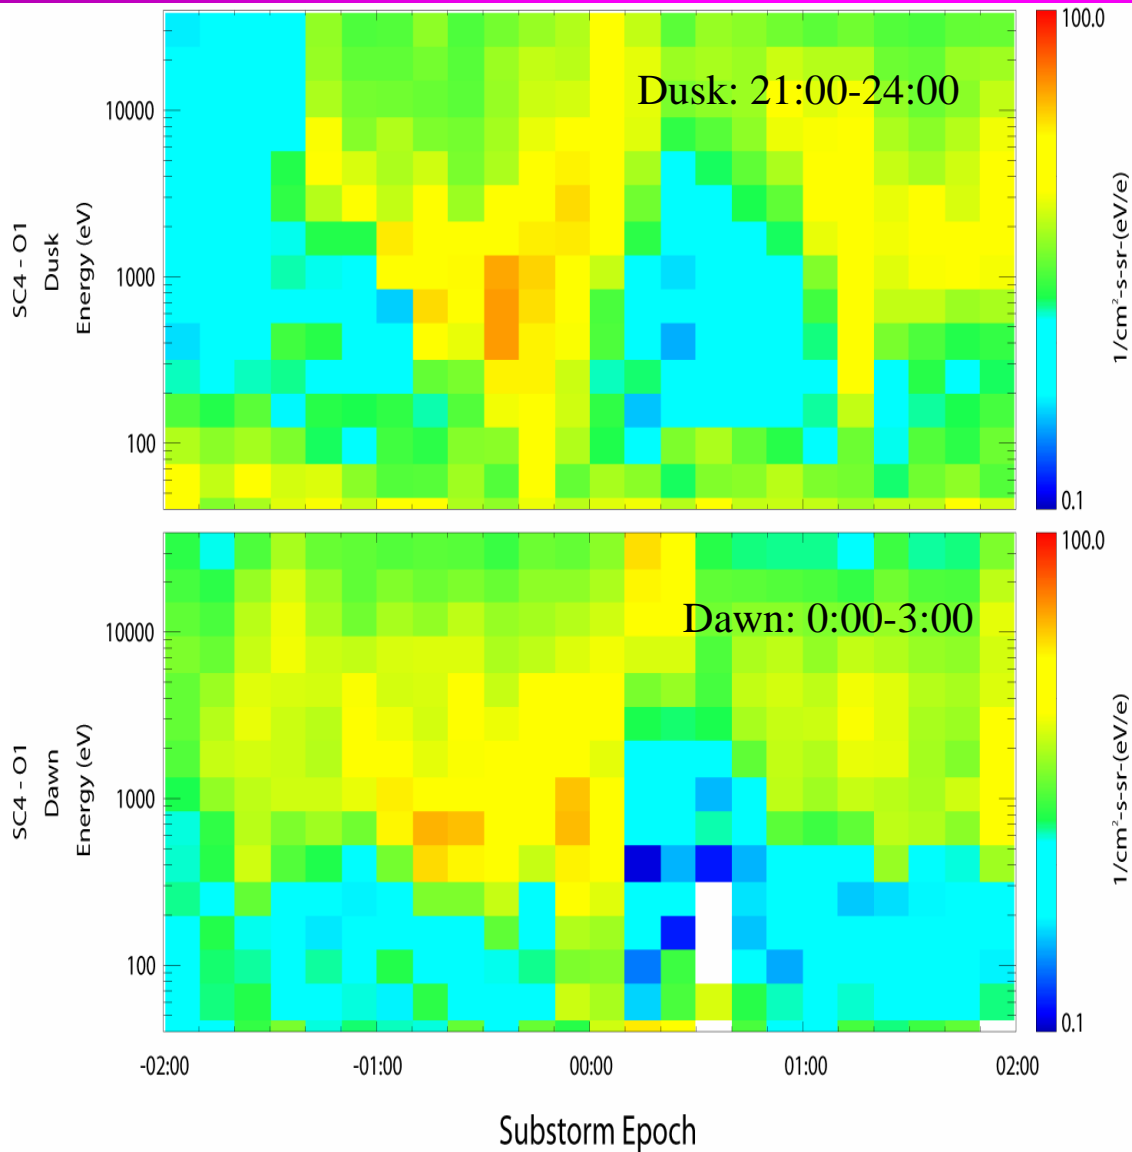 100.0
Dusk: 21:00-24:00
10000
1000
100
SC4 - O1
Dusk
Energy (eV)
1/cm²-s-sr-(eV/e)
0.1
100.0
Dawn: 0:00-3:00
10000
1000
100
SC4 - O1
Dawn
Energy (eV)
1/cm²-s-sr-(eV/e)
0.1
-02:00 -01:00 00:00 01:00 02:00
Substorm Epoch